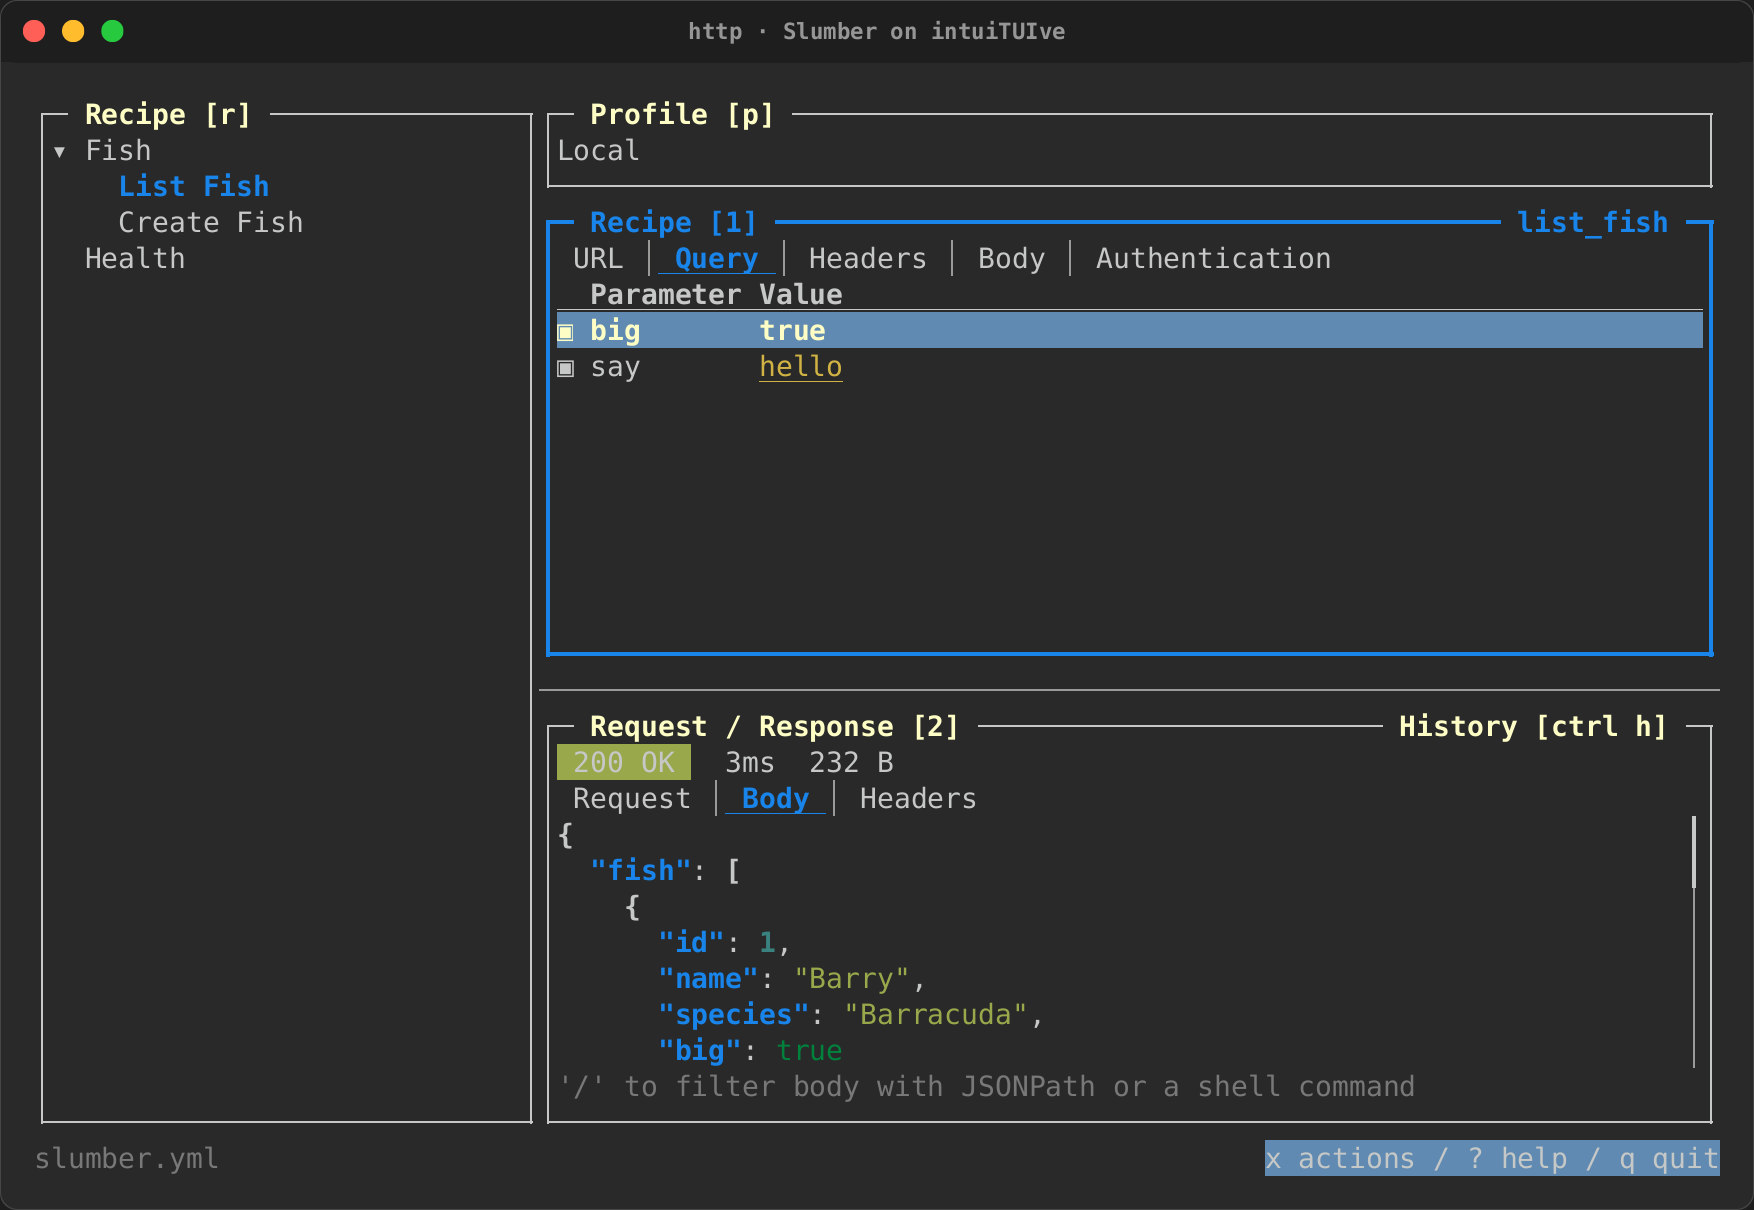 http · Slumber on intuiTUIve
Recipe [r]
▾ Fish
List Fish
Create Fish
Health
Profile [p]
Local
Recipe [1] list_fish
URL │ Query │ Headers │ Body │ Authentication
Parameter Value
▣ big true
▣ say hello
Request / Response [2] History [ctrl h]
200 OK 3ms 232 B
Request │ Body │ Headers
{
"fish": [
{
"id": 1,
"name": "Barry",
"species": "Barracuda",
"big": true
'/' to filter body with JSONPath or a shell command
slumber.yml x actions / ? help / q quit